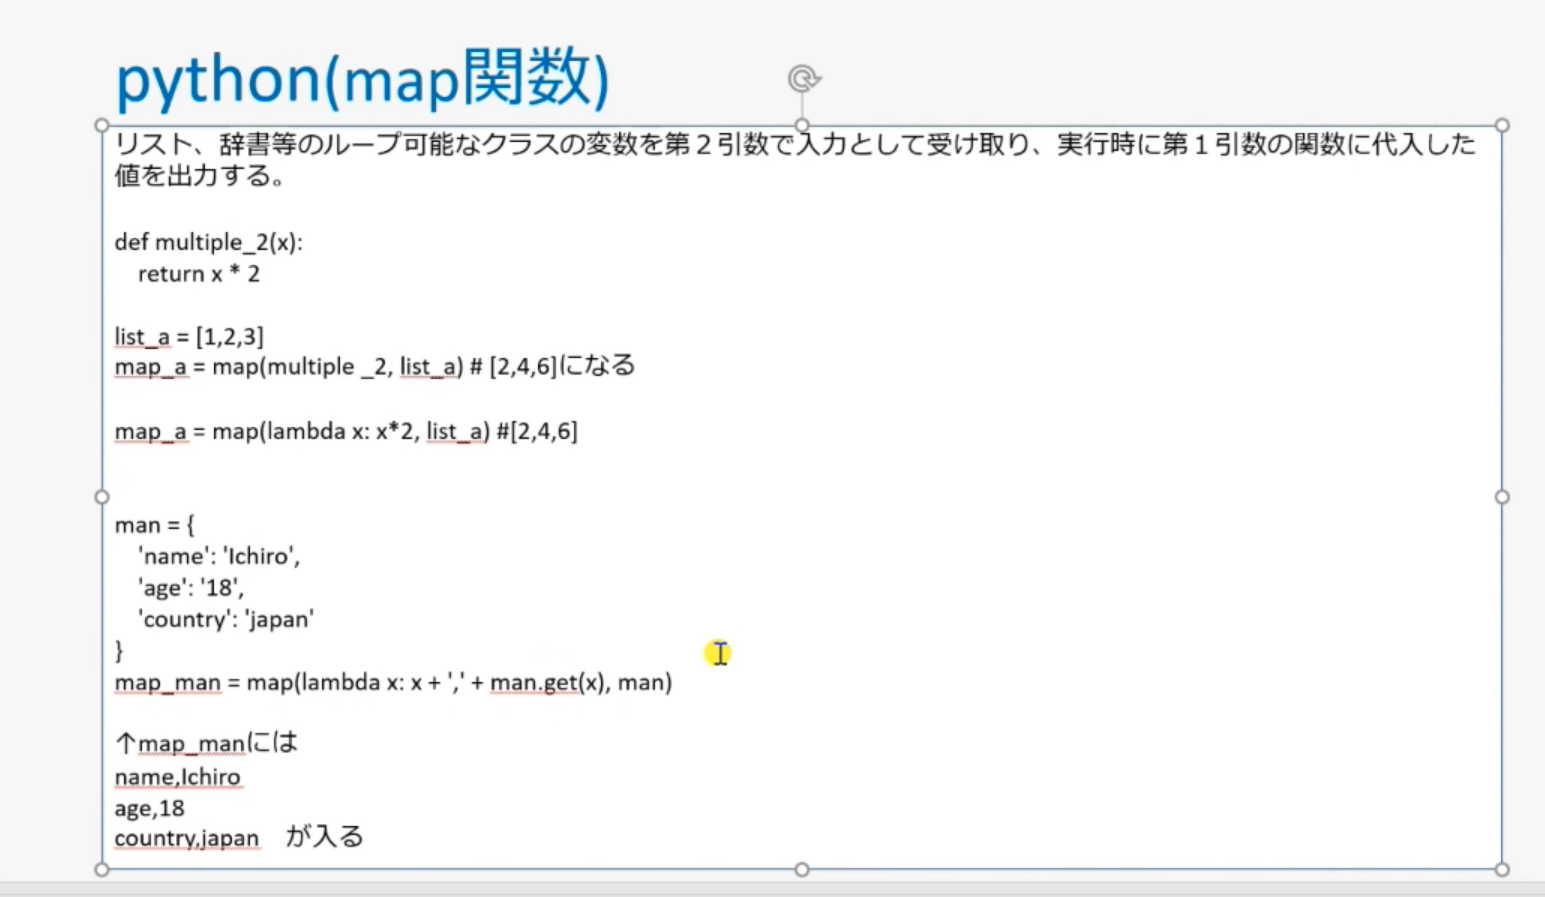 python(map関数)
リスト、辞書等のループ可能なクラスの変数を第２引数で入力として受け取り、実行時に第１引数の関数に代入した
値を出力する。
def multiple_2(x):
return x * 2
list_a = [1,2,3]
map_a = map(multiple _2, list_a) # [2,4,6]になる
map_a = map(lambda x: x*2, list_a) #[2,4,6]
man = {
'name': 'Ichiro',
'age': '18',
'country': 'japan'
}
map_man = map(lambda x: x + ',' + man.get(x), man)
↑map_manには
name,Ichiro
age,18
country,japan　が入る